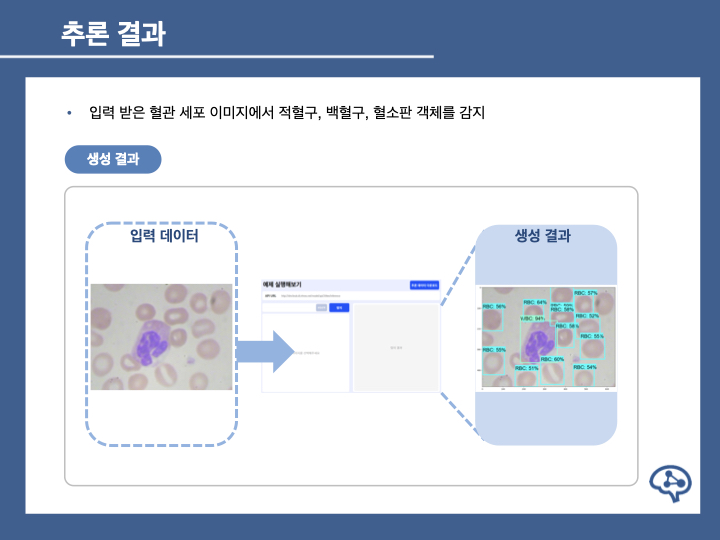 추론 결과
• 입력 받은 혈관 세포 이미지에서 적혈구, 백혈구, 혈소판 객체를 감지
생성 결과
입력 데이터
생성 결과
예제 실행해보기
RBC: 57%
RBC: 56%
RBC: 64%
RBC: 58%
RBC: 52%
WBC: 94%
RBC: 58%
RBC: 55%
RBC: 55%
RBC: 60%
RBC: 51%
RBC: 54%